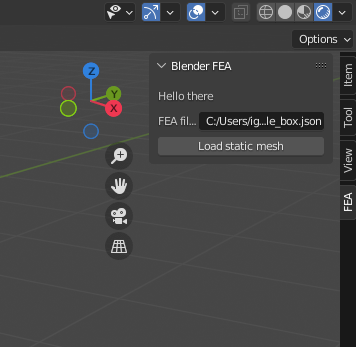 Options
Blender FEA
Hello there
FEA fil... C:/Users/ig...le_box.json
Load static mesh
Z
Y
X
Item
Tool
View
FEA